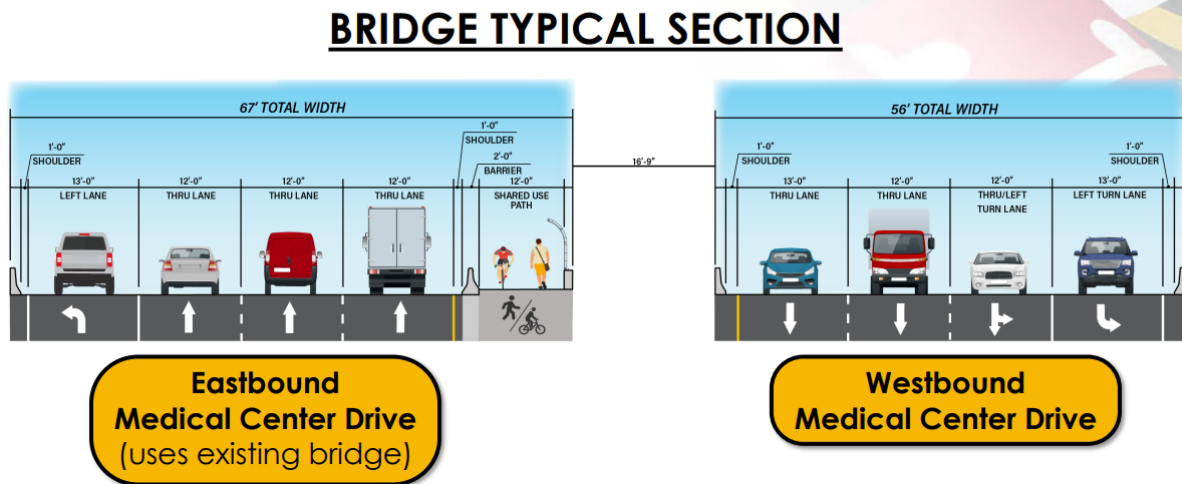 BRIDGE TYPICAL SECTION
67' TOTAL WIDTH
1'-0"
SHOULDER
13'-0"
LEFT LANE
12'-0"
THRU LANE
12'-0"
THRU LANE
12'-0"
THRU LANE
1'-0"
SHOULDER
2'-0"
BARRIER
12'-0"
SHARED USE
PATH
16'-9"
56' TOTAL WIDTH
1'-0"
SHOULDER
13'-0"
THRU LANE
12'-0"
THRU LANE
12'-0"
THRU/LEFT
TURN LANE
13'-0"
LEFT TURN LANE
1'-0"
SHOULDER
Eastbound
Medical Center Drive
(uses existing bridge)
Westbound
Medical Center Drive